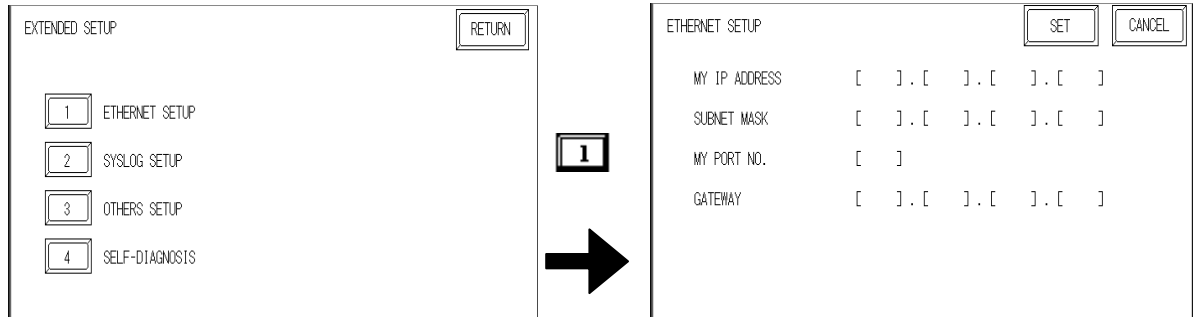 EXTENDED SETUP
RETURN
1 ETHERNET SETUP
2 SYSLOG SETUP
3 OTHERS SETUP
4 SELF-DIAGNOSIS
1
ETHERNET SETUP
SET
CANCEL
MY IP ADDRESS [ ].[ ].[ ].[ ]
SUBNET MASK [ ].[ ].[ ].[ ]
MY PORT NO. [ ]
GATEWAY [ ].[ ].[ ].[ ]